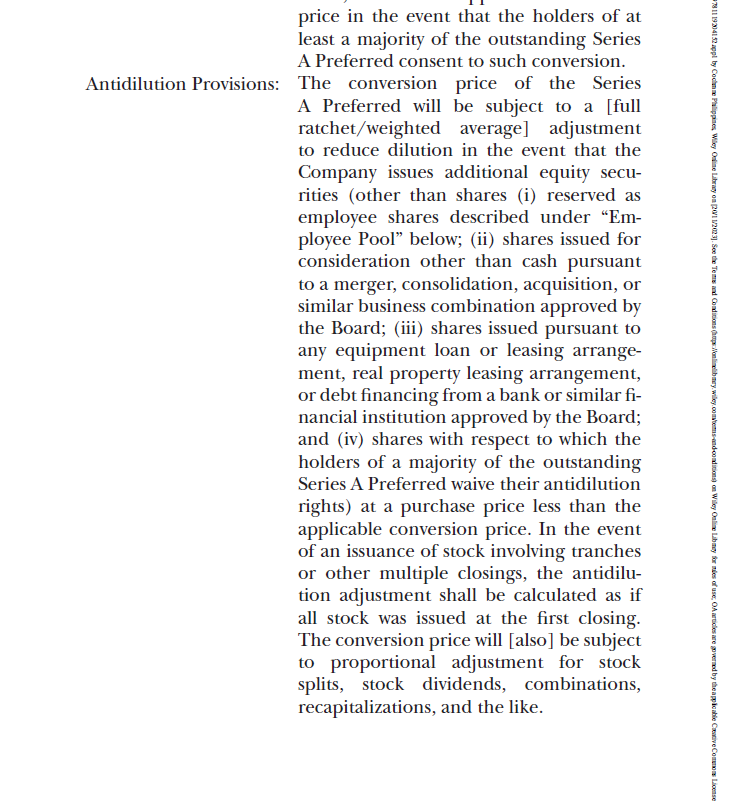 price in the event that the holders of at
least a majority of the outstanding Series
A Preferred consent to such conversion.
Antidilution Provisions: The conversion price of the Series
A Preferred will be subject to a [full
ratchet/weighted average] adjustment
to reduce dilution in the event that the
Company issues additional equity secu-
rities (other than shares (i) reserved as
employee shares described under “Em-
ployee Pool” below; (ii) shares issued for
consideration other than cash pursuant
to a merger, consolidation, acquisition, or
similar business combination approved by
the Board; (iii) shares issued pursuant to
any equipment loan or leasing arrange-
ment, real property leasing arrangement,
or debt financing from a bank or similar fi-
nancial institution approved by the Board;
and (iv) shares with respect to which the
holders of a majority of the outstanding
Series A Preferred waive their antidilution
rights) at a purchase price less than the
applicable conversion price. In the event
of an issuance of stock involving tranches
or other multiple closings, the antidilu-
tion adjustment shall be calculated as if
all stock was issued at the first closing.
The conversion price will [also] be subject
to proportional adjustment for stock
splits, stock dividends, combinations,
recapitalizations, and the like.
by Cochrane Philippines, Wiley Online Library on [29/11/2023]. See the Terms and Conditions (https://onlinelibrary.wiley.com/terms-and-conditions) on Wiley Online Library for rules of use; OA articles are governed by the applicable Creative Commons License